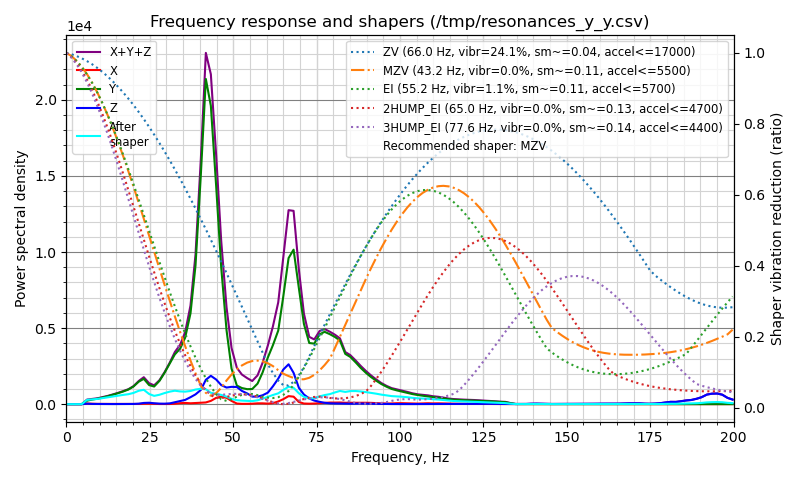 Frequency response and shapers (/tmp/resonances_y_y.csv)
1e4
X+Y+Z
X
Y
Z
After
shaper
ZV (66.0 Hz, vibr=24.1%, sm~=0.04, accel<=17000)
MZV (43.2 Hz, vibr=0.0%, sm~=0.11, accel<=5500)
EI (55.2 Hz, vibr=1.1%, sm~=0.11, accel<=5700)
2HUMP_EI (65.0 Hz, vibr=0.0%, sm~=0.13, accel<=4700)
3HUMP_EI (77.6 Hz, vibr=0.0%, sm~=0.14, accel<=4400)
Recommended shaper: MZV
Power spectral density
2.0
1.5
1.0
0.5
0.0
1.0
0.8
0.6
0.4
0.2
0.0
Shaper vibration reduction (ratio)
0 25 50 75 100 125 150 175 200
Frequency, Hz